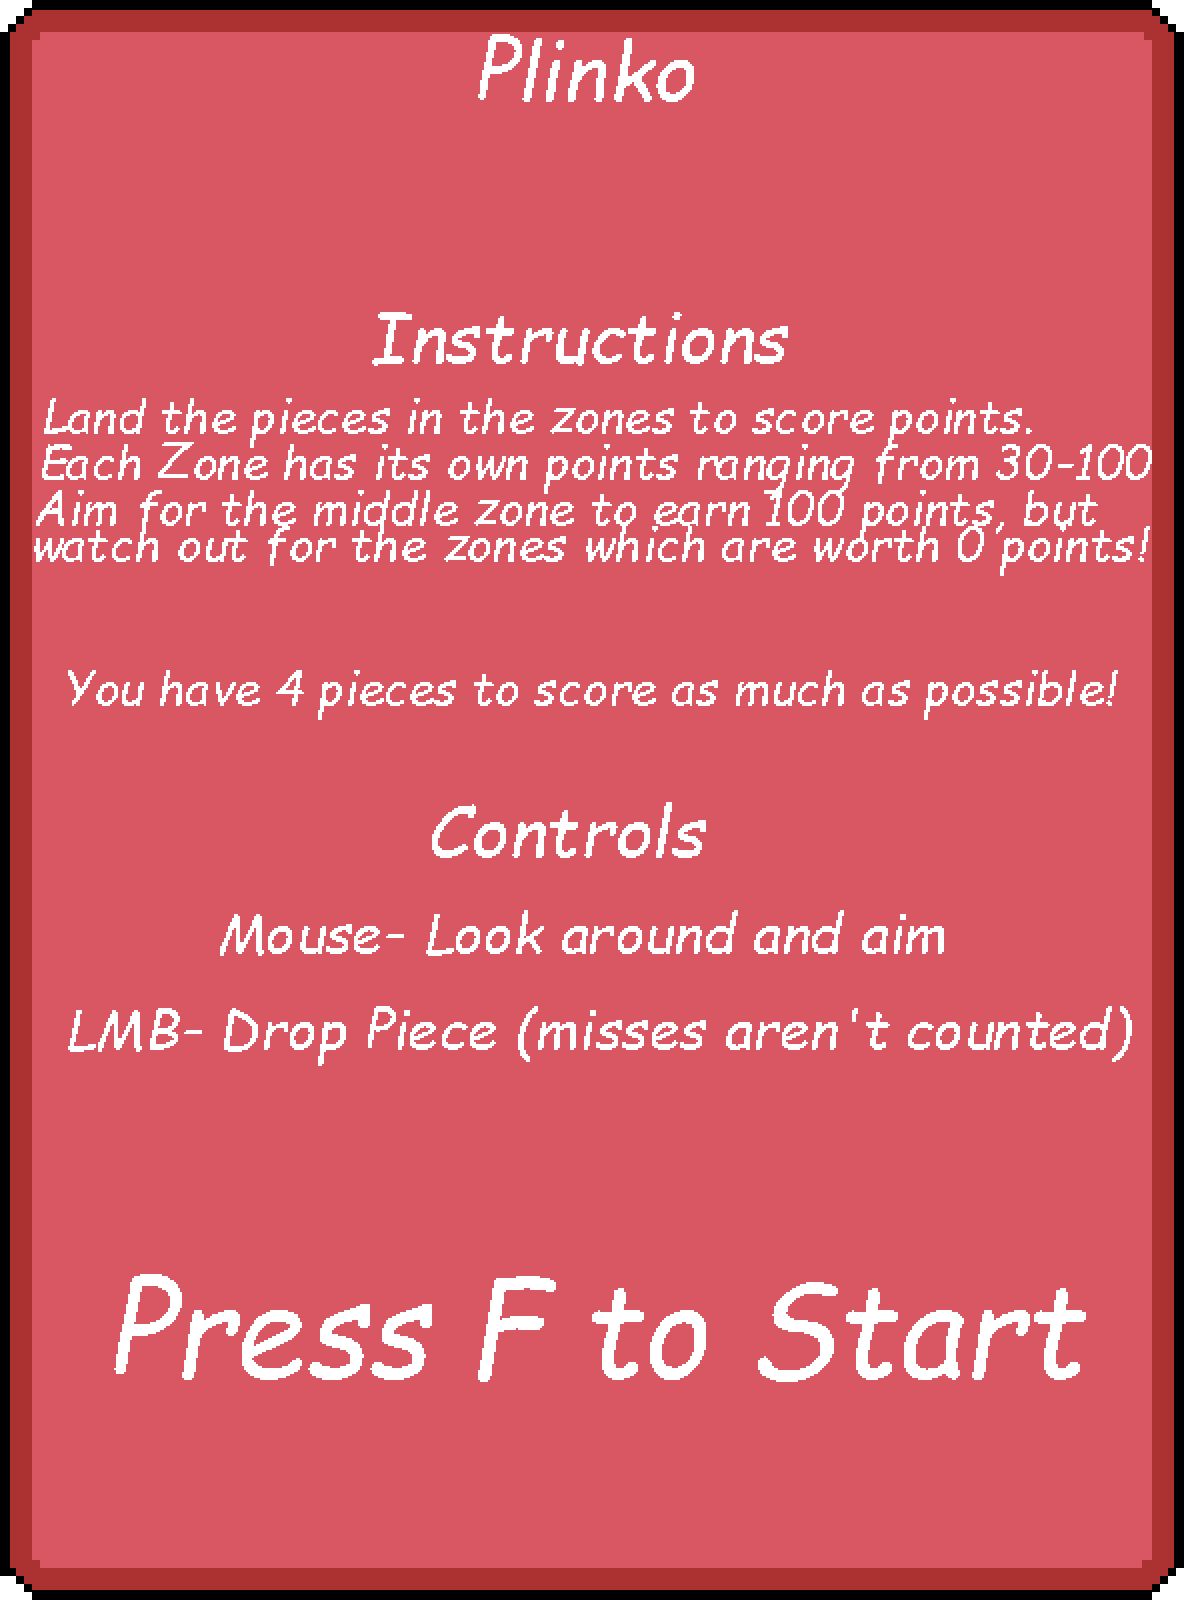 Plinko
Instructions
Land the pieces in the zones to score points.
Each Zone has its own points ranging from 30-100
Aim for the middle zone to earn 100 points, but
watch out for the zones which are worth 0 points!
You have 4 pieces to score as much as possible!
Controls
Mouse- Look around and aim
LMB- Drop Piece (misses aren't counted)
Press F to Start